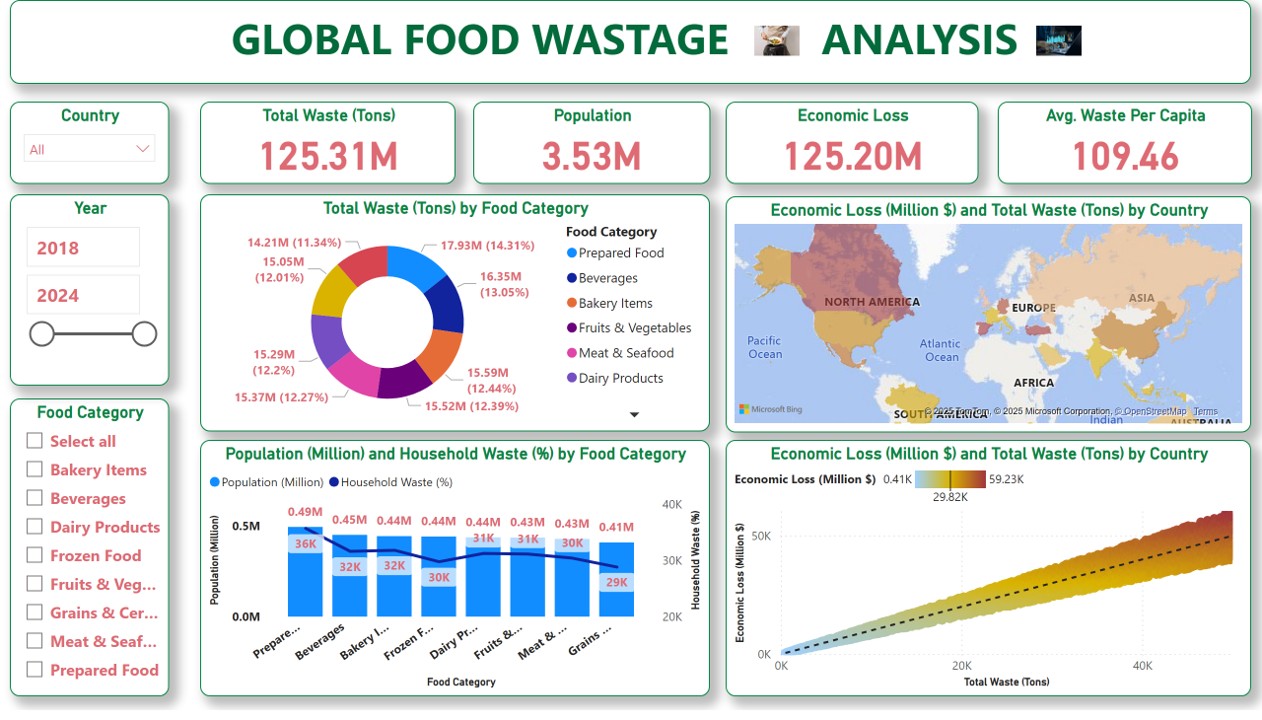 GLOBAL FOOD WASTAGE ANALYSIS
Country
All
Total Waste (Tons)
125.31M
Population
3.53M
Economic Loss
125.20M
Avg. Waste Per Capita
109.46
Year
2018
2024
Total Waste (Tons) by Food Category
14.21M (11.34%)
17.93M (14.31%)
15.05M
(12.01%)
16.35M
(13.05%)
15.29M
(12.2%)
15.59M
(12.44%)
15.37M (12.27%)
15.52M (12.39%)
Food Category
Prepared Food
Beverages
Bakery Items
Fruits & Vegetables
Meat & Seafood
Dairy Products
Economic Loss (Million $) and Total Waste (Tons) by Country
NORTH AMERICA
EUROPE
ASIA
Pacific
Ocean
Atlantic
Ocean
AFRICA
SOUTH AMERICA
Indian
AUSTRALIA
Microsoft Bing
© 2025 TomTom, © 2025 Microsoft Corporation, © OpenStreetMap Terms
Food Category
Select all
Bakery Items
Beverages
Dairy Products
Frozen Food
Fruits & Veg...
Grains & Cer...
Meat & Seaf...
Prepared Food
Population (Million) and Household Waste (%) by Food Category
Population (Million)
Household Waste (%)
Population (Million)
0.5M
0.0M
0.49M
0.45M
0.44M
0.44M
0.44M
0.43M
0.43M
0.41M
36K
32K
32K
30K
31K
31K
30K
29K
40K
30K
20K
Household Waste (%)
Prepare...
Beverages
Bakery I...
Frozen F...
Dairy Pr...
Fruits &...
Meat & ...
Grains ...
Food Category
Economic Loss (Million $) and Total Waste (Tons) by Country
Economic Loss (Million $)
0.41K
59.23K
29.82K
Economic Loss (Million $)
50K
0K
0K
20K
40K
Total Waste (Tons)